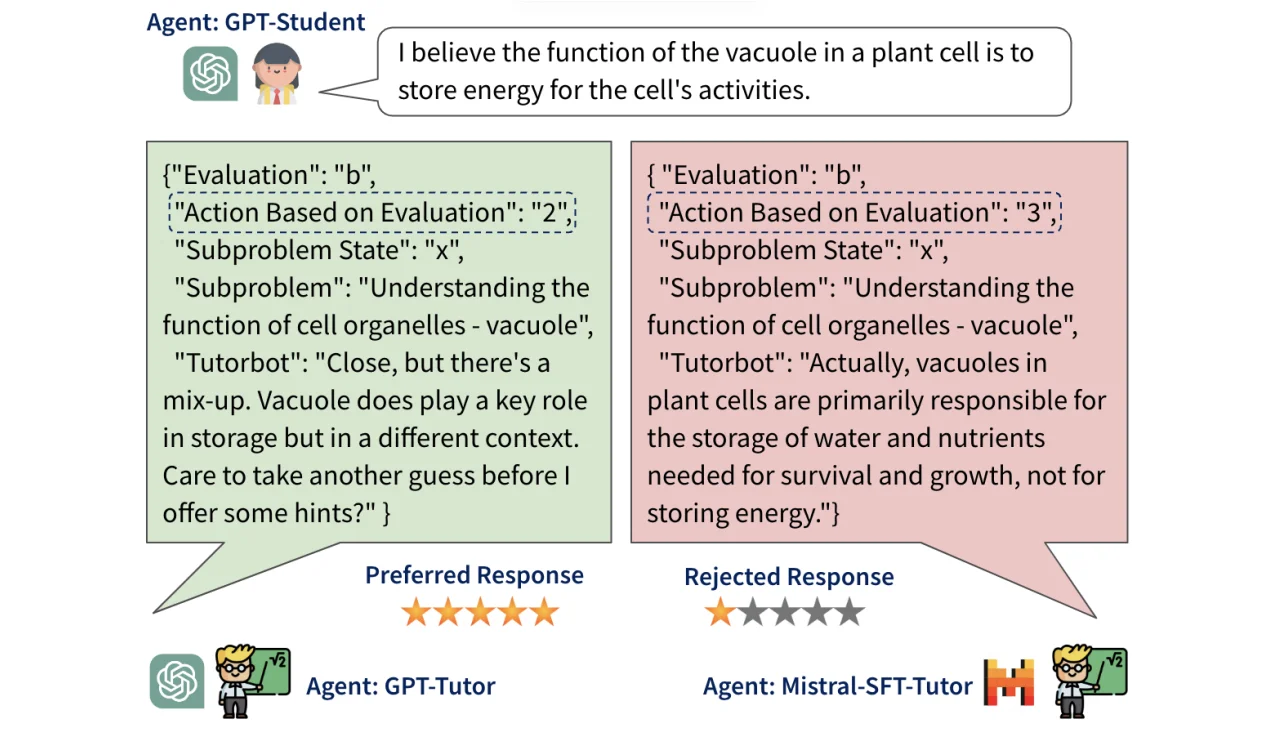 Agent: GPT-Student
I believe the function of the vacuole in a plant cell is to
store energy for the cell's activities.
{"Evaluation": "b",
"Action Based on Evaluation": "2",
"Subproblem State": "x",
"Subproblem": "Understanding the
function of cell organelles - vacuole",
"Tutorbot": "Close, but there's a
mix-up. Vacuole does play a key role
in storage but in a different context.
Care to take another guess before I
offer some hints?" }
{ "Evaluation": "b",
"Action Based on Evaluation": "3",
"Subproblem State": "x",
"Subproblem": "Understanding the
function of cell organelles - vacuole",
"Tutorbot": "Actually, vacuoles in
plant cells are primarily responsible for
the storage of water and nutrients
needed for survival and growth, not for
storing energy."}
Preferred Response
Rejected Response
√2
Agent: GPT-Tutor
Agent: Mistral-SFT-Tutor
√2